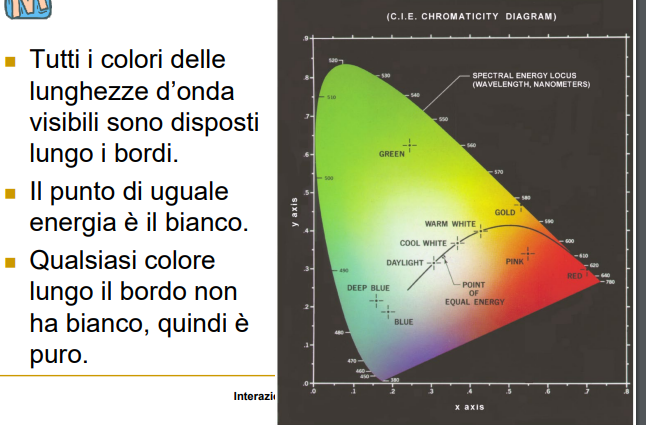 Tutti i colori delle
lunghezze d'onda
visibili sono disposti
lungo i bordi.
Il punto di uguale
energia è il bianco.
Qualsiasi colore
lungo il bordo non
ha bianco, quindi è
puro.
Interazi
(C.I.E. CHROMATICITY DIAGRAM)
SPECTRAL ENERGY LOCUS
(WAVELENGTH, NANOMETERS)
.9
.8
.7
.6
.5
.4
.3
.2
.1
.0
y axis
520
530
510
540
550
560
500
570
580
590
600
610
620
640
780
490
480
470
460
450
380
GREEN
GOLD
WARM WHITE
COOL WHITE
DAYLIGHT
PINK
RED
POINT
OF
EQUAL ENERGY
DEEP BLUE
BLUE
.0 .1 .2 .3 .4 .5 .6 .7 .8
x axis